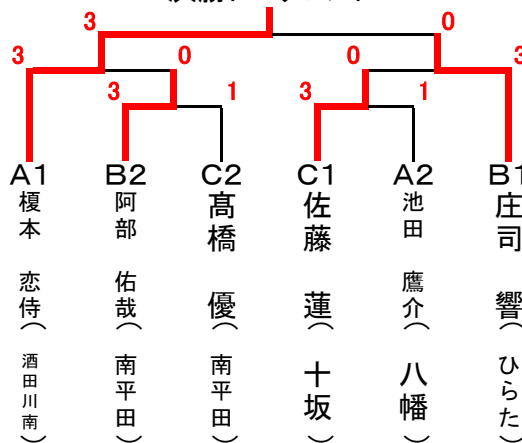 3 0
3 0 0 3
3 1 3 1
A1 B2 C2 C1 A2 B1
榎本 恋侍（酒田川南）
阿部 佑哉（南平田）
髙橋 優（南平田）
佐藤 蓮（十坂）
池田 鷹介（八幡）
庄司 響（ひらた）